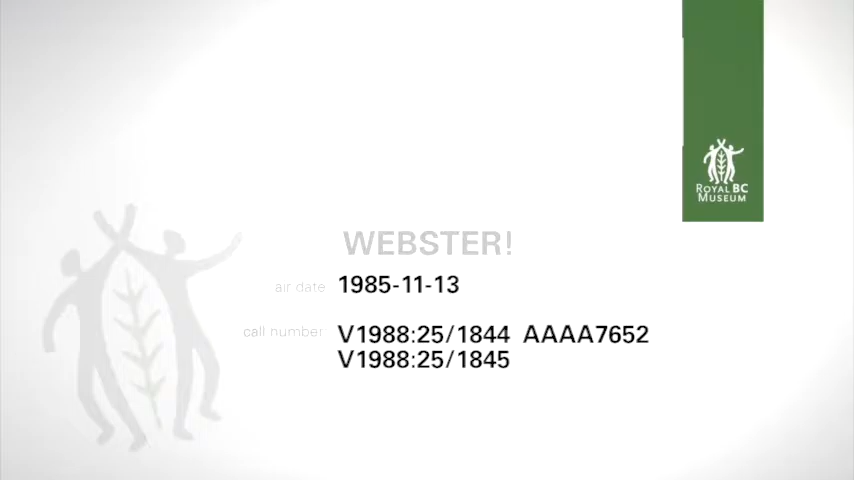 ROYAL BC
MUSEUM
WEBSTER!
air date 1985-11-13
call number V1988:25/1844 AAAA7652
V1988:25/1845